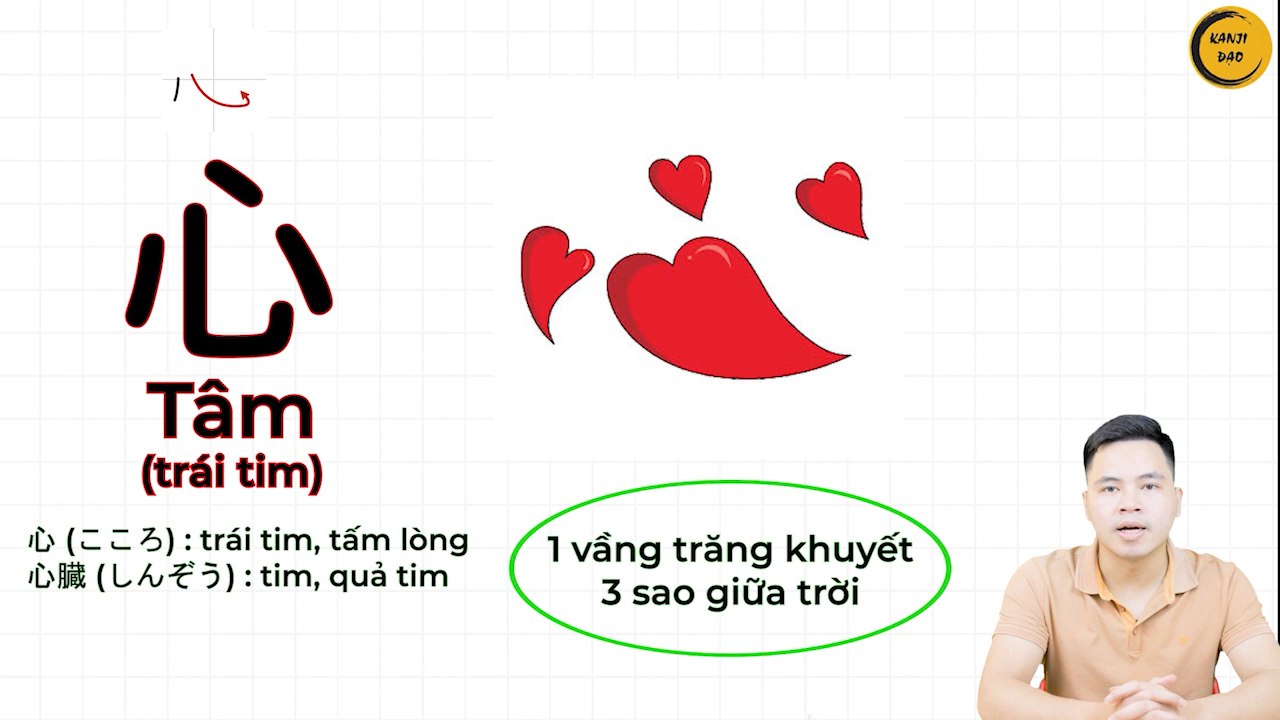 KANJI
ĐẠO
心
Tâm
(trái tim)
心 (こころ) : trái tim, tấm lòng
心臓 (しんぞう) : tim, quả tim
1 vầng trăng khuyết
3 sao giữa trời